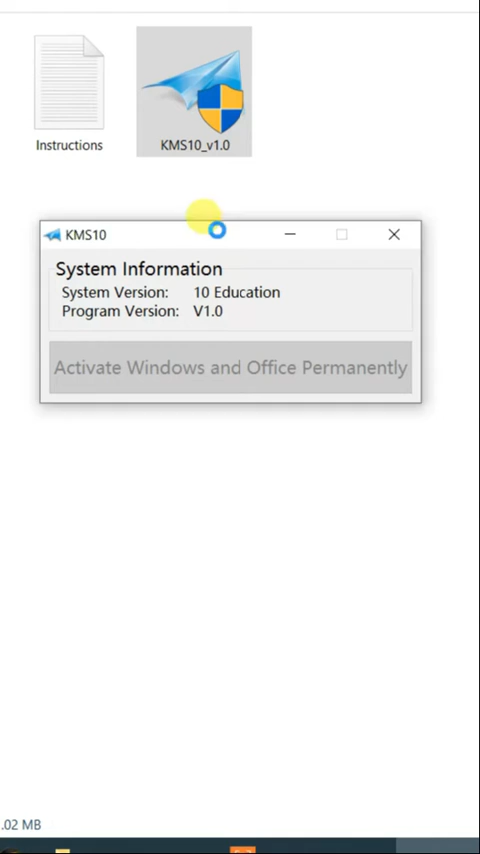 Instructions
KMS10_v1.0
KMS10
System Information
System Version: 10 Education
Program Version: V1.0
Activate Windows and Office Permanently
.02 MB